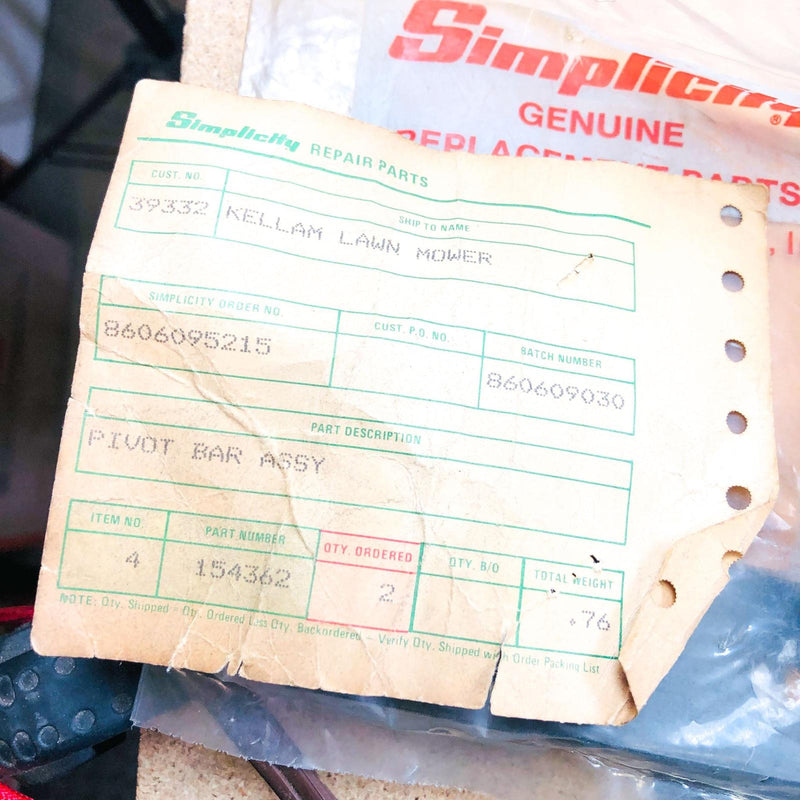 Simplicity
GENUINE
REPLACEMENT PARTS
, I
Simplicity REPAIR PARTS
CUST. NO. SHIP TO NAME
39332 KELLAM LAWN MOWER
SIMPLICITY ORDER NO. CUST. P.O. NO. BATCH NUMBER
8606095215 860609030
PART DESCRIPTION
PIVOT BAR ASSY
ITEM NO. PART NUMBER QTY. ORDERED QTY. B/O TOTAL WEIGHT
4 154362 2 .76
NOTE: Qty. Shipped = Qty. Ordered Less Qty. Backordered – Verify Qty. Shipped with Order Packing List